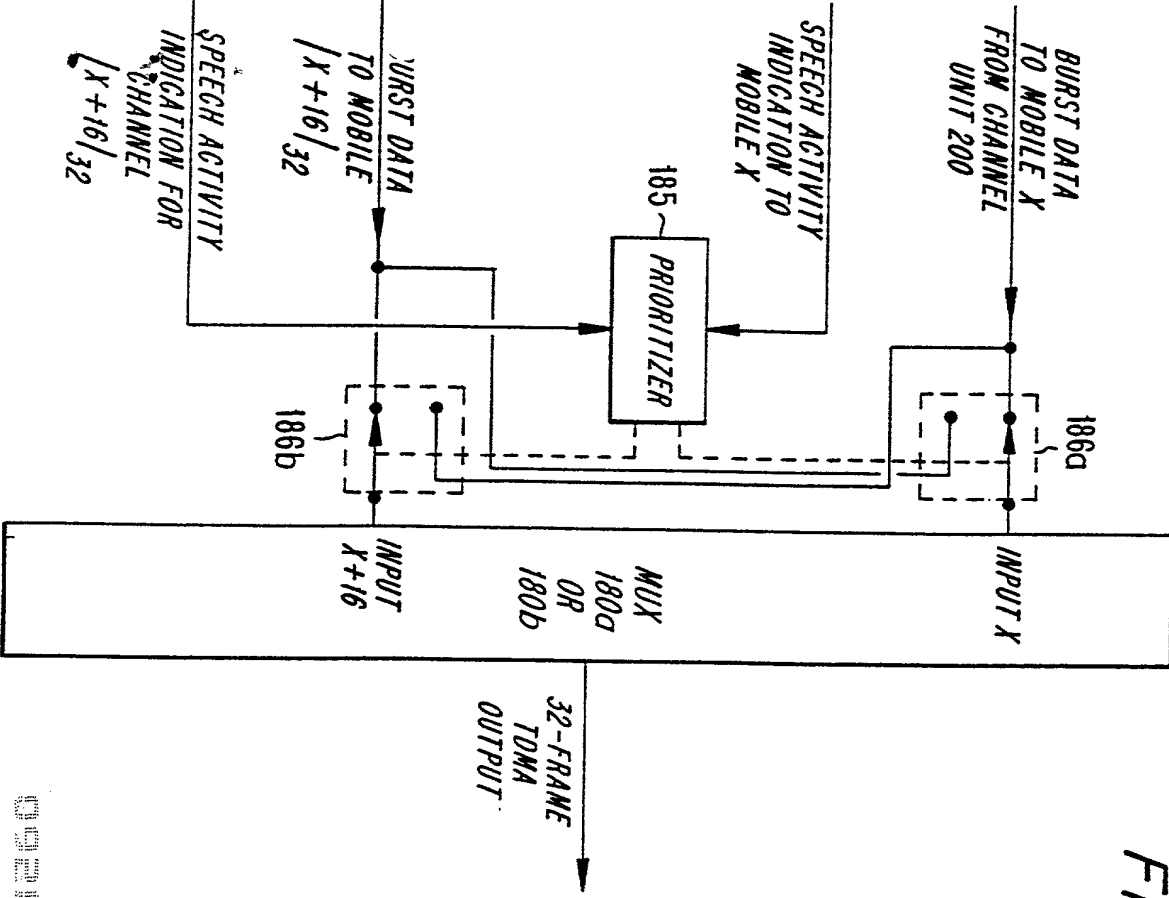 BURST DATA
TO MOBILE X
FROM CHANNEL
UNIT 200
SPEECH ACTIVITY
INDICATION TO
MOBILE X
URST DATA
TO MOBILE
/X+16/32
SPEECH ACTIVITY
INDICATION FOR
CHANNEL
/X+16/32
185
PRIORITIZER
186a
186b
INPUT X
MUX
180a
OR
180b
INPUT
X+16
32-FRAME
TDMA
OUTPUT